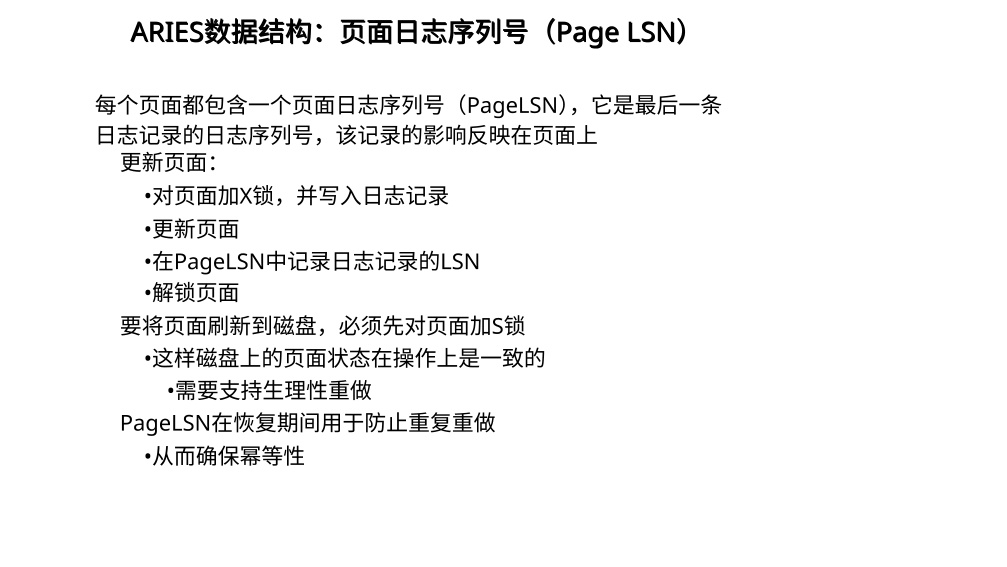 ARIES数据结构：页面日志序列号（Page LSN）
每个页面都包含一个页面日志序列号（PageLSN），它是最后一条
日志记录的日志序列号，该记录的影响反映在页面上
更新页面：
•对页面加X锁，并写入日志记录
•更新页面
•在PageLSN中记录日志记录的LSN
•解锁页面
要将页面刷新到磁盘，必须先对页面加S锁
•这样磁盘上的页面状态在操作上是一致的
•需要支持生理性重做
PageLSN在恢复期间用于防止重复重做
•从而确保幂等性